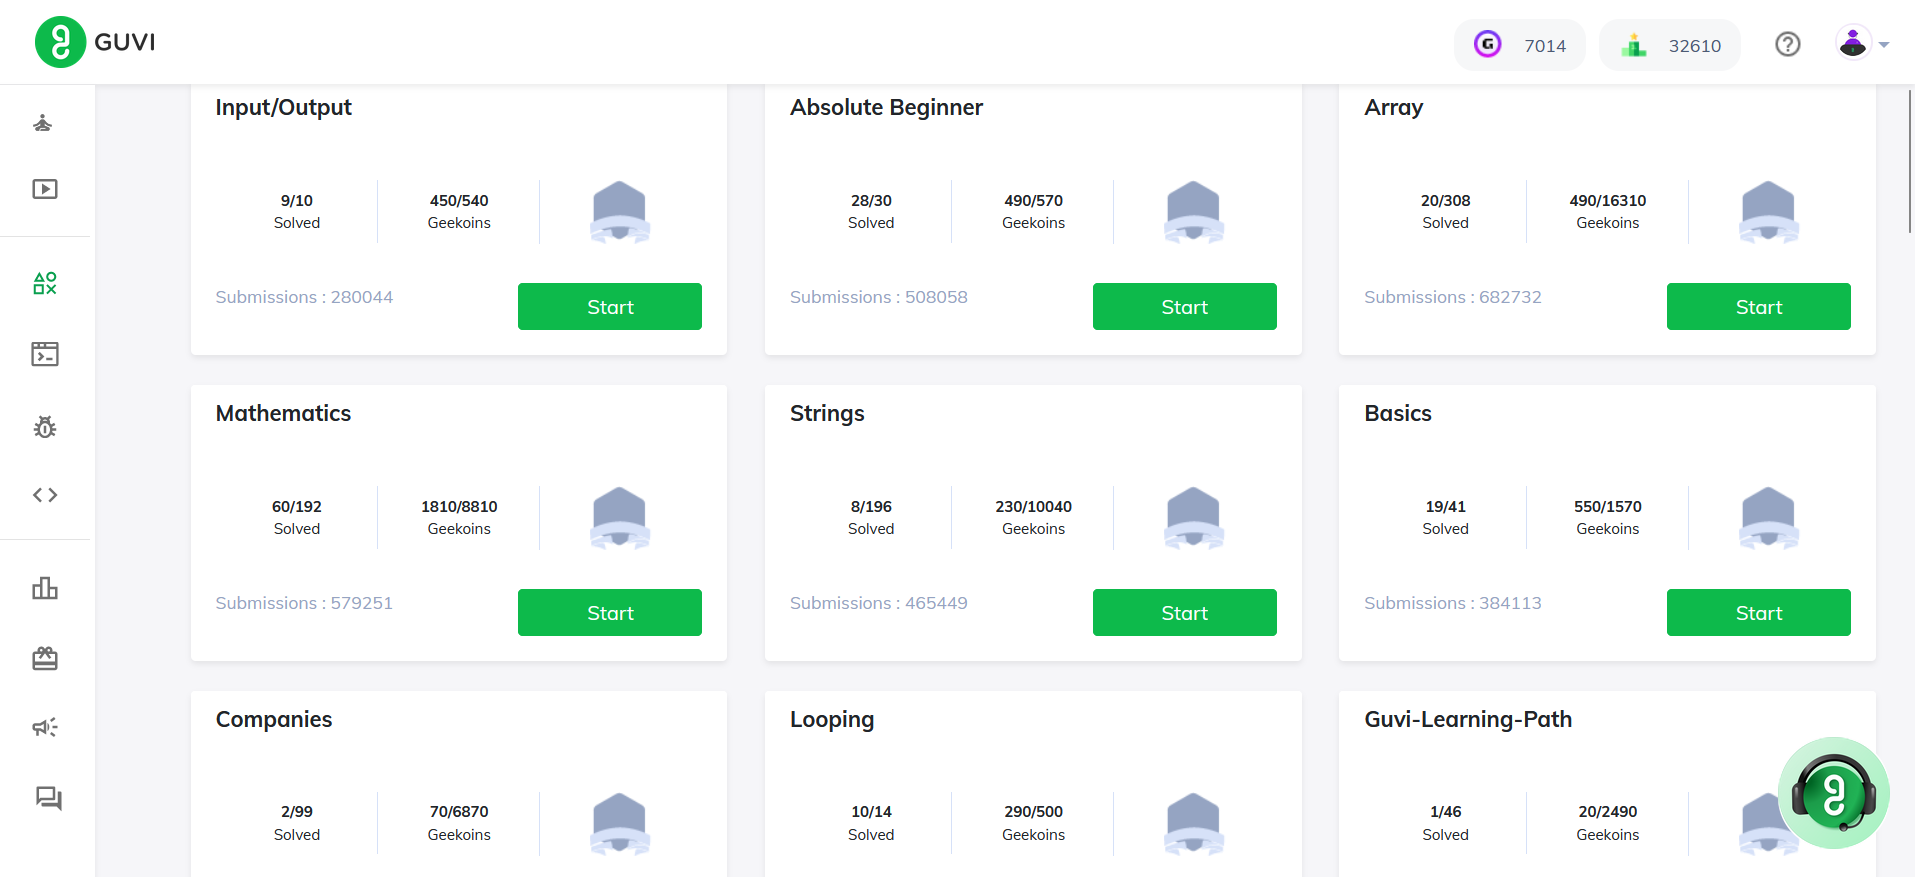 GUVI
7014
32610
Input/Output
9/10
Solved
450/540
Geekoins
Submissions : 280044
Start
Absolute Beginner
28/30
Solved
490/570
Geekoins
Submissions : 508058
Start
Array
20/308
Solved
490/16310
Geekoins
Submissions : 682732
Start
Mathematics
60/192
Solved
1810/8810
Geekoins
Submissions : 579251
Start
Strings
8/196
Solved
230/10040
Geekoins
Submissions : 465449
Start
Basics
19/41
Solved
550/1570
Geekoins
Submissions : 384113
Start
Companies
2/99
Solved
70/6870
Geekoins
Looping
10/14
Solved
290/500
Geekoins
Guvi-Learning-Path
1/46
Solved
20/2490
Geekoins